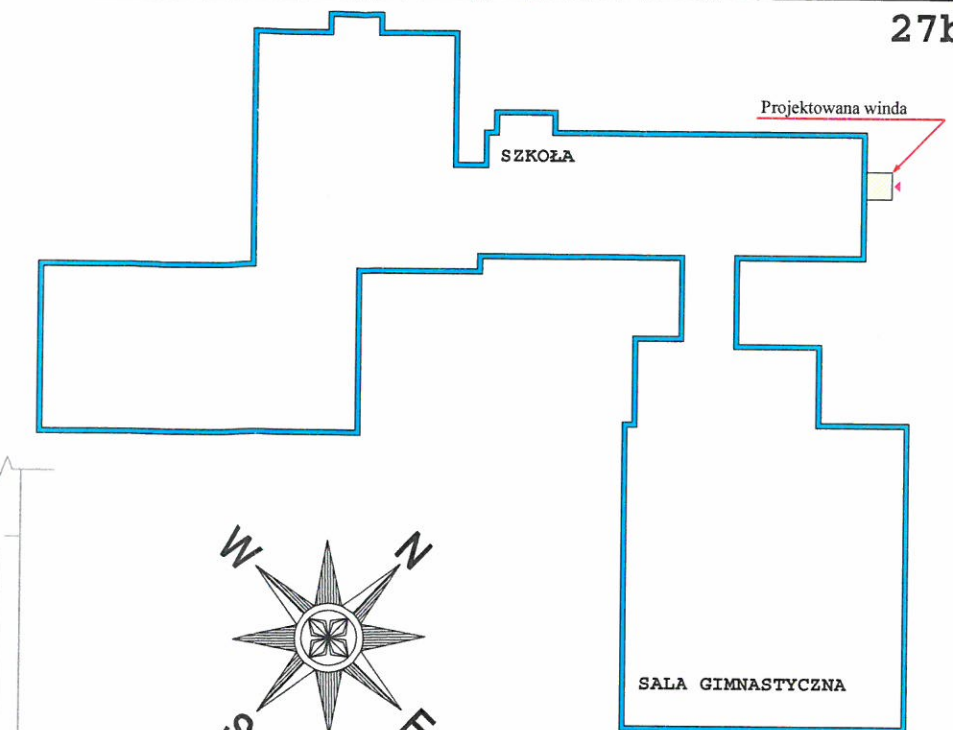 27b
Projektowana winda
SZKOŁA
W N
S E
SALA GIMNASTYCZNA